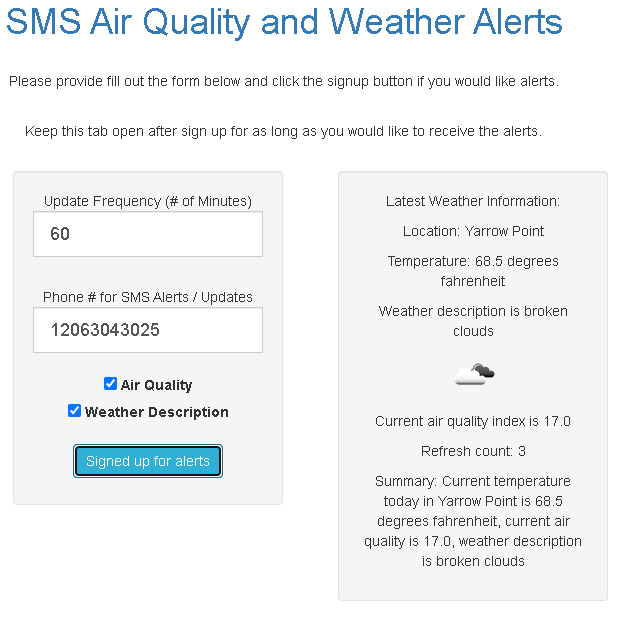 SMS Air Quality and Weather Alerts
Please provide fill out the form below and click the signup button if you would like alerts.
Keep this tab open after sign up for as long as you would like to receive the alerts.
Update Frequency (# of Minutes)
60
Phone # for SMS Alerts / Updates
12063043025
Air Quality
Weather Description
Signed up for alerts
Latest Weather Information:
Location: Yarrow Point
Temperature: 68.5 degrees
fahrenheit
Weather description is broken
clouds
Current air quality index is 17.0
Refresh count: 3
Summary: Current temperature
today in Yarrow Point is 68.5
degrees fahrenheit, current air
quality is 17.0, weather description
is broken clouds